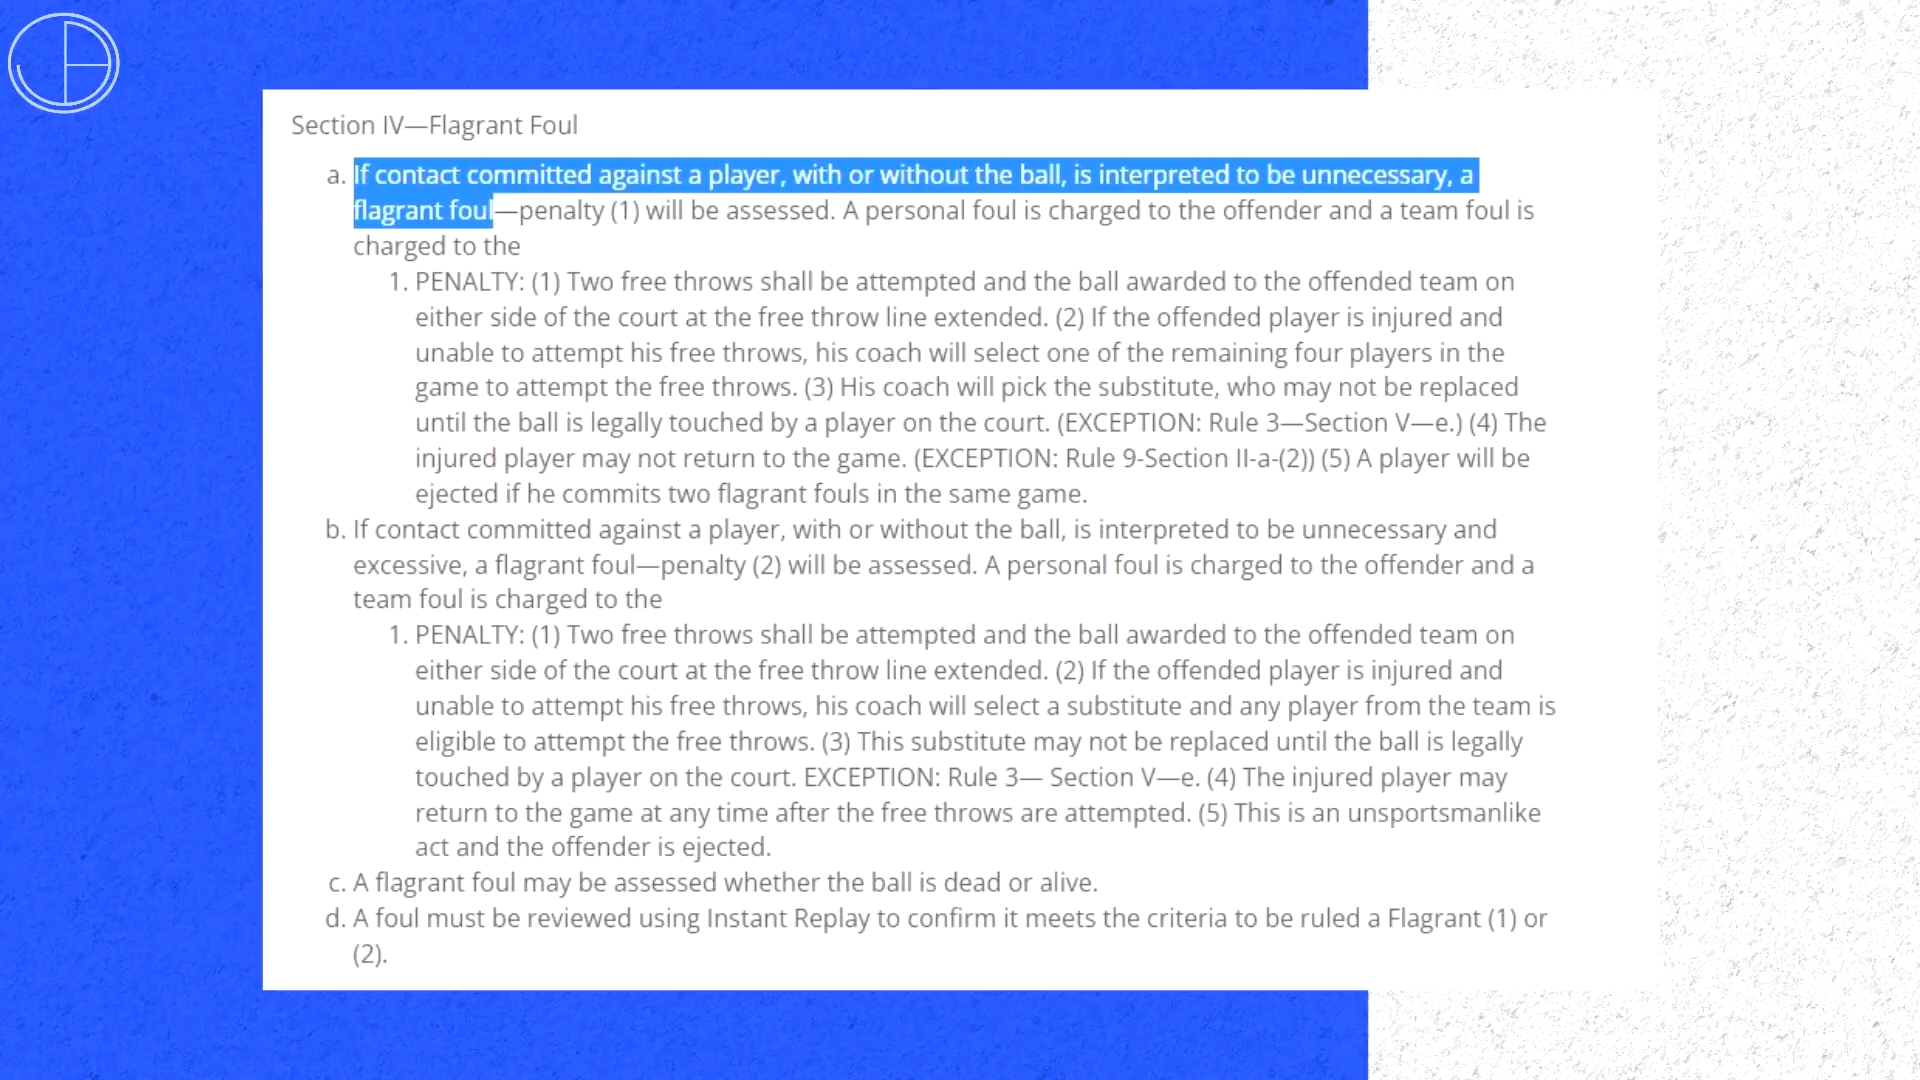 Section IV—Flagrant Foul
a. If contact committed against a player, with or without the ball, is interpreted to be unnecessary, a
flagrant foul—penalty (1) will be assessed. A personal foul is charged to the offender and a team foul is
charged to the
1. PENALTY: (1) Two free throws shall be attempted and the ball awarded to the offended team on
either side of the court at the free throw line extended. (2) If the offended player is injured and
unable to attempt his free throws, his coach will select one of the remaining four players in the
game to attempt the free throws. (3) His coach will pick the substitute, who may not be replaced
until the ball is legally touched by a player on the court. (EXCEPTION: Rule 3—Section V—e.) (4) The
injured player may not return to the game. (EXCEPTION: Rule 9-Section II-a-(2)) (5) A player will be
ejected if he commits two flagrant fouls in the same game.
b. If contact committed against a player, with or without the ball, is interpreted to be unnecessary and
excessive, a flagrant foul—penalty (2) will be assessed. A personal foul is charged to the offender and a
team foul is charged to the
1. PENALTY: (1) Two free throws shall be attempted and the ball awarded to the offended team on
either side of the court at the free throw line extended. (2) If the offended player is injured and
unable to attempt his free throws, his coach will select a substitute and any player from the team is
eligible to attempt the free throws. (3) This substitute may not be replaced until the ball is legally
touched by a player on the court. EXCEPTION: Rule 3— Section V—e. (4) The injured player may
return to the game at any time after the free throws are attempted. (5) This is an unsportsmanlike
act and the offender is ejected.
c. A flagrant foul may be assessed whether the ball is dead or alive.
d. A foul must be reviewed using Instant Replay to confirm it meets the criteria to be ruled a Flagrant (1) or
(2).